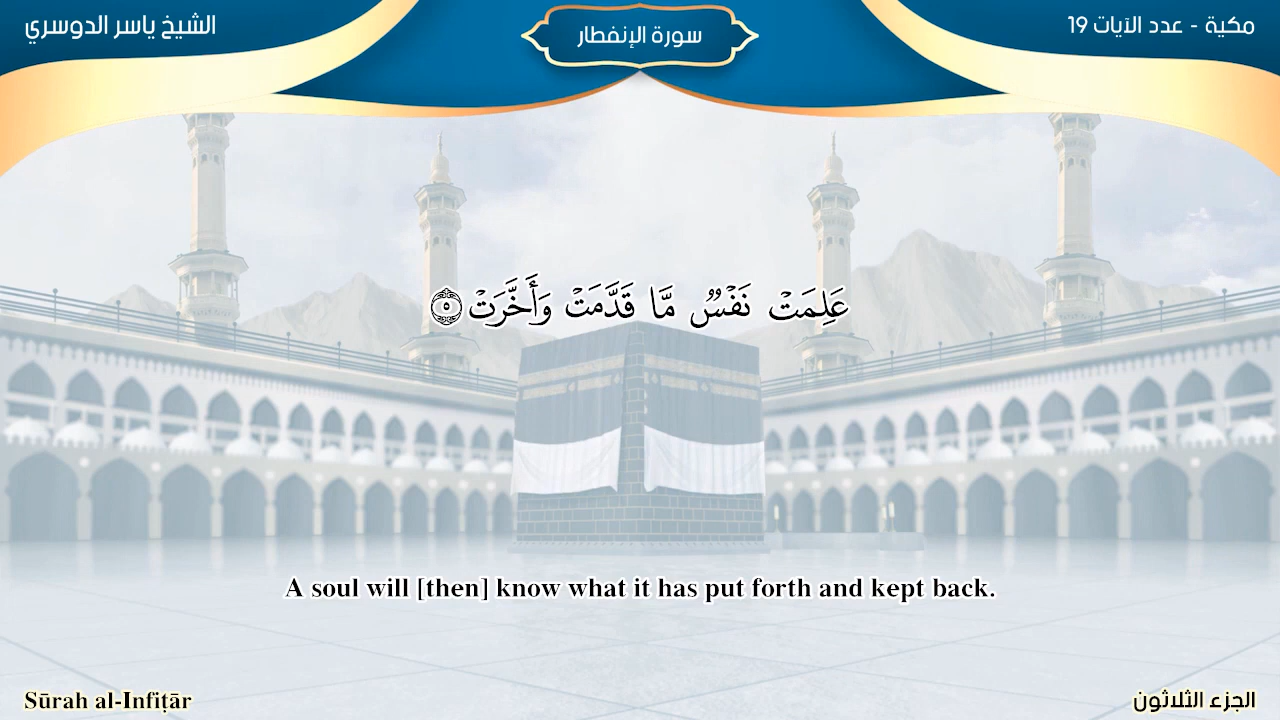 مكية - عدد الآيات 19
سورة الإنفطار
الشيخ ياسر الدوسري
عَلِمَتْ نَفْسٌ مَّا قَدَّمَتْ وَأَخَّرَتْ ٥
A soul will [then] know what it has put forth and kept back.
Sūrah al-Infiṭār
الجزء الثلاثون